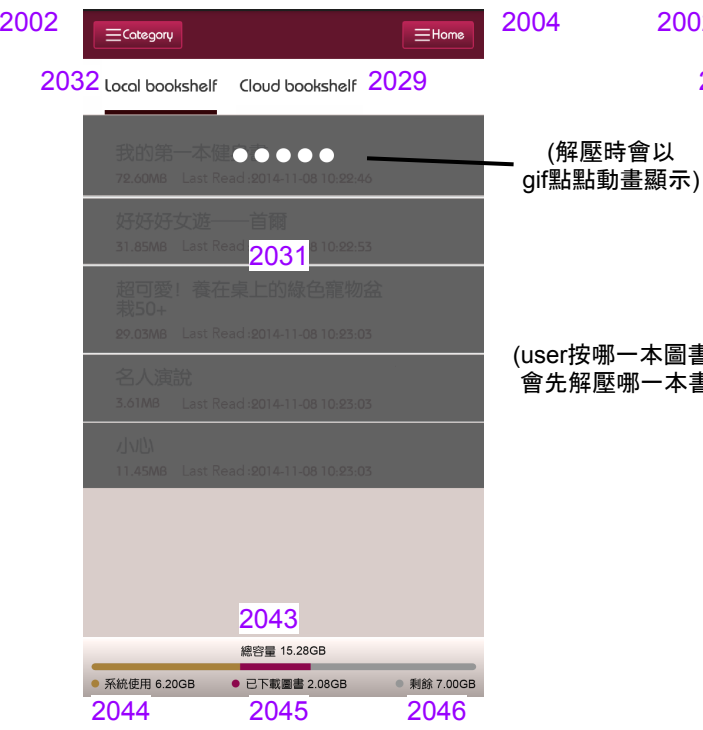 2002
Category
Home
2004
200
2032
Local bookshelf
Cloud bookshelf
2029
我的第一本健
72.60MB Last Read :2014-11-08 10:22:46
(解壓時會以
gif點點動畫顯示)
好好好女遊──首爾
31.85MB Last Read 8 10:22:53
2031
超可愛！養在桌上的綠色寵物盆
栽50+
29.03MB Last Read :2014-11-08 10:23:03
(user按哪一本圖書
會先解壓哪一本書
名人演說
3.61MB Last Read :2014-11-08 10:23:03
小心
11.45MB Last Read :2014-11-08 10:23:03
2043
總容量 15.28GB
系統使用 6.20GB
已下載圖書 2.08GB
剩餘 7.00GB
2044
2045
2046